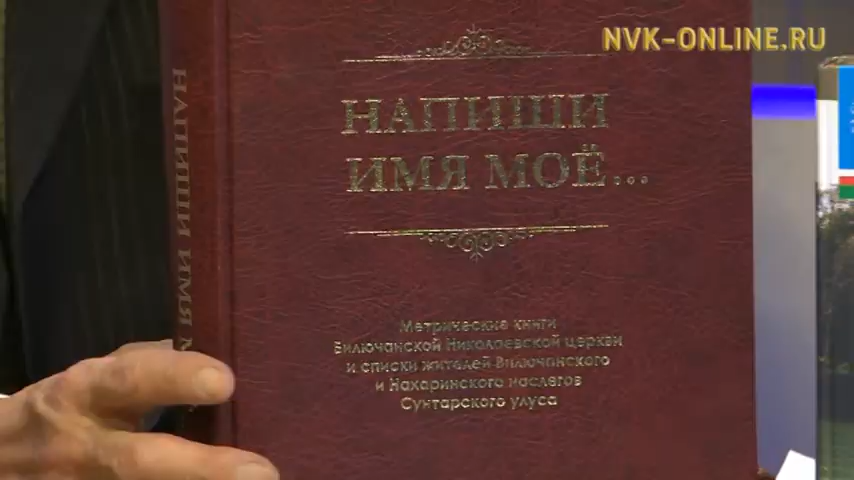 NVK-ONLINE.RU
НАПИШИ
ИМЯ МОЁ...
НАПИШИ ИМЯ М
Метрические книги
Вилючанской Николаевской церкви
и списки жителей Вилючанского
и Нахаринского наслегов
Сунтарского улуса